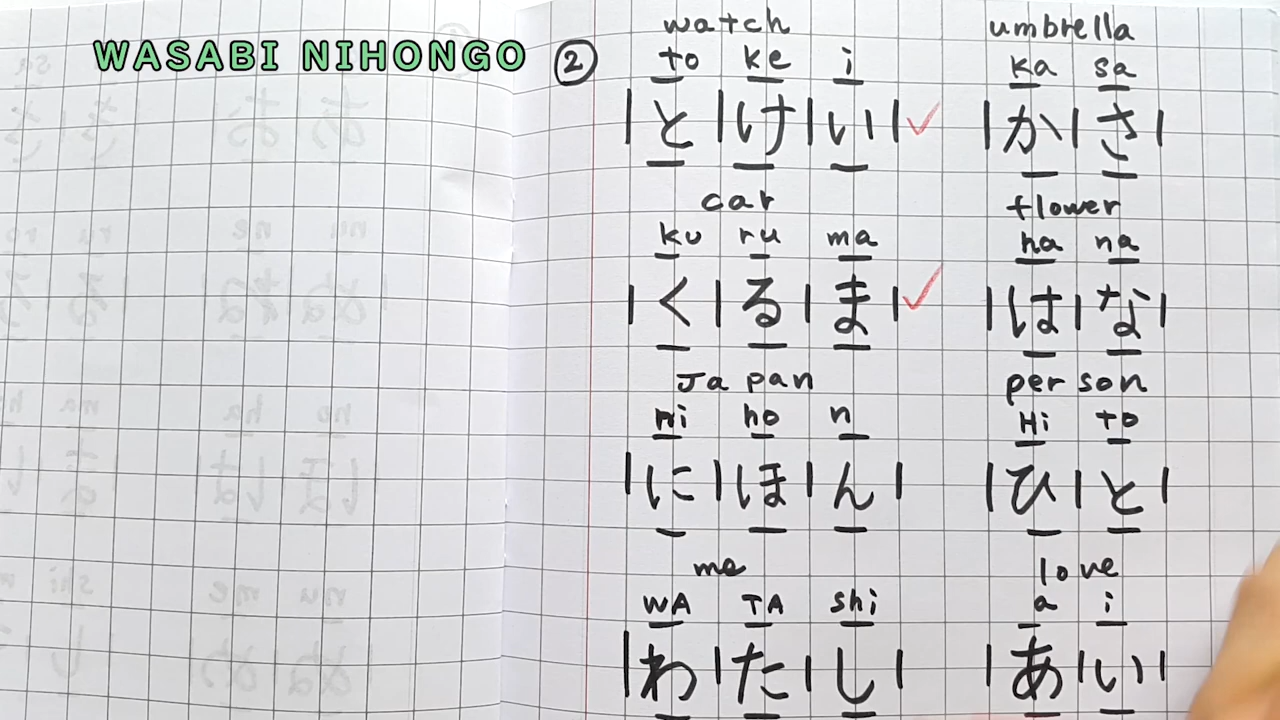 WASABI NIHONGO
② watch umbrella
to ke i ka sa
|と|け|い|✓ |か|さ|
car flower
ku ru ma ha na
|く|る|ま|✓ |は|な|
Japan person
ni ho n Hi to
|に|ほ|ん| |ひ|と|
me love
WA TA shi a i
|わ|た|し| |あ|い|